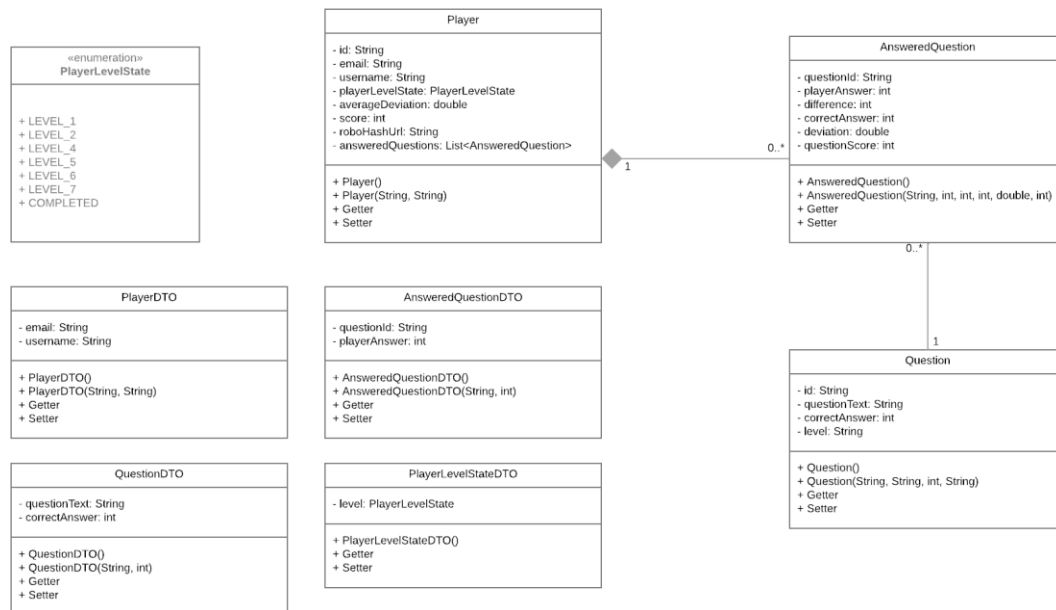 «enumeration»
PlayerLevelState
+ LEVEL_1
+ LEVEL_2
+ LEVEL_4
+ LEVEL_5
+ LEVEL_6
+ LEVEL_7
+ COMPLETED
Player
- id: String
- email: String
- username: String
- playerLevelState: PlayerLevelState
- averageDeviation: double
- score: int
- roboHashUrl: String
- answeredQuestions: List<AnsweredQuestion>
+ Player()
+ Player(String, String)
+ Getter
+ Setter
1
0..*
AnsweredQuestion
- questionId: String
- playerAnswer: int
- difference: int
- correctAnswer: int
- deviation: double
- questionScore: int
+ AnsweredQuestion()
+ AnsweredQuestion(String, int, int, int, double, int)
+ Getter
+ Setter
0..*
1
PlayerDTO
- email: String
- username: String
+ PlayerDTO()
+ PlayerDTO(String, String)
+ Getter
+ Setter
AnsweredQuestionDTO
- questionId: String
- playerAnswer: int
+ AnsweredQuestionDTO()
+ AnsweredQuestionDTO(String, int)
+ Getter
+ Setter
Question
- id: String
- questionText: String
- correctAnswer: int
- level: String
+ Question()
+ Question(String, String, int, String)
+ Getter
+ Setter
QuestionDTO
- questionText: String
- correctAnswer: int
+ QuestionDTO()
+ QuestionDTO(String, int)
+ Getter
+ Setter
PlayerLevelStateDTO
- level: PlayerLevelState
+ PlayerLevelStateDTO()
+ Getter
+ Setter